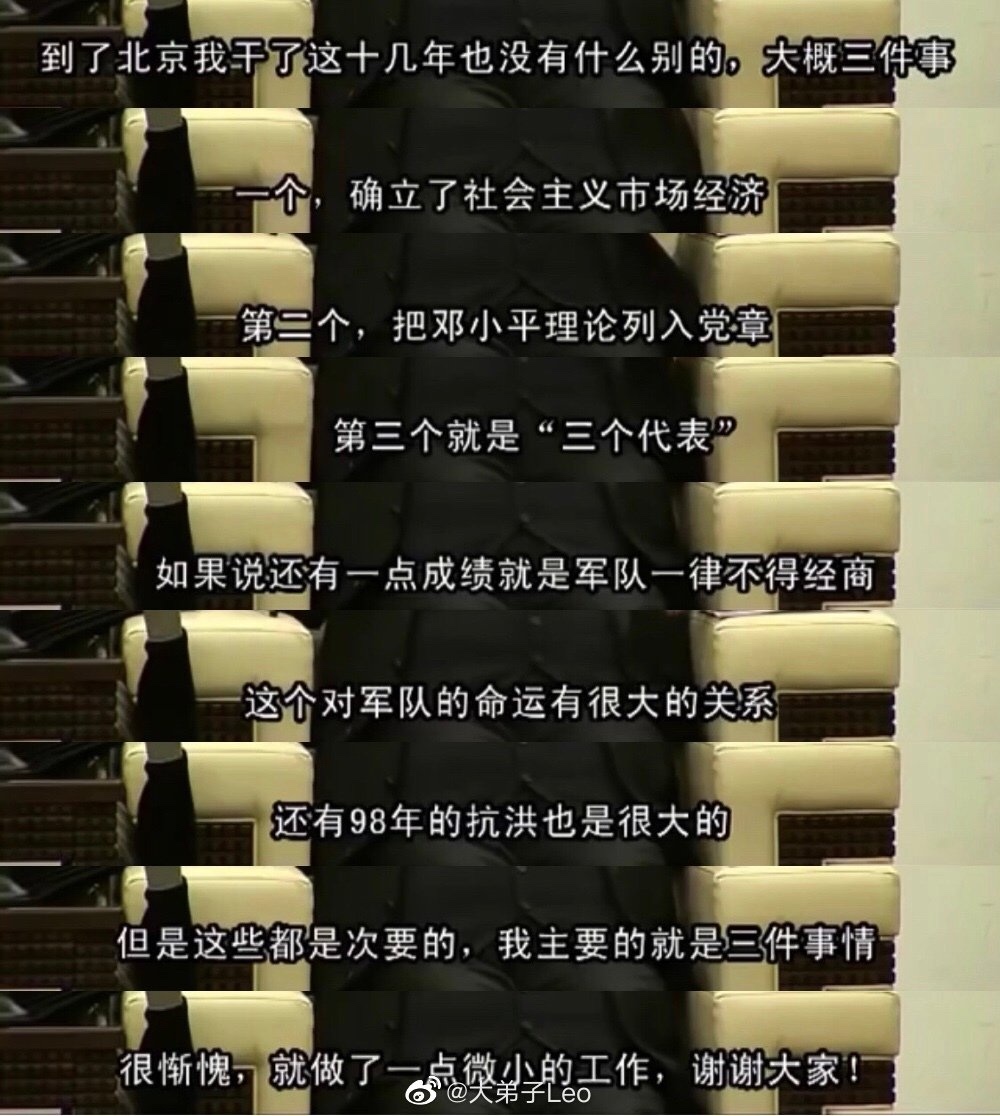 到了北京我干了这十几年也没有什么别的，大概三件事
一个，确立了社会主义市场经济
第二个，把邓小平理论列入党章
第三个就是“三个代表”
如果说还有一点成绩就是军队一律不得经商
这个对军队的命运有很大的关系
还有98年的抗洪也是很大的
但是这些都是次要的，我主要的就是三件事情
很惭愧，就做了一点微小的工作，谢谢大家！
@大弟子Leo